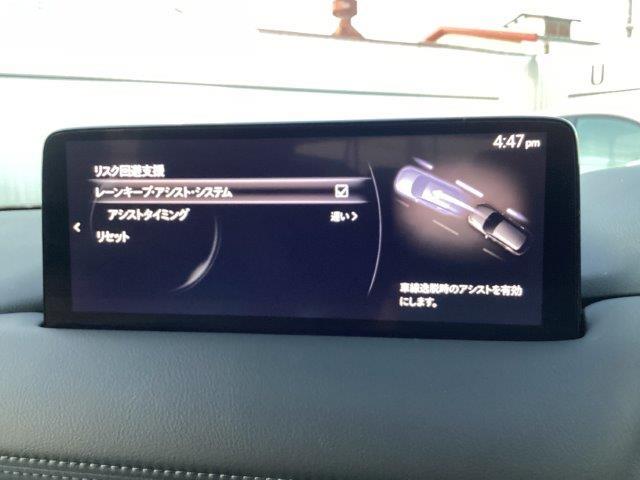 4:47pm
リスク回避支援
レーンキープ・アシスト・システム
アシストタイミング 遅い
リセット
車線逸脱時のアシストを有効
にします。
U